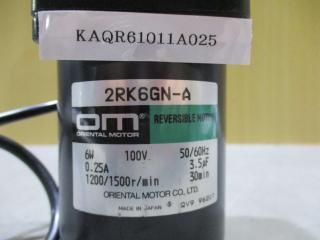 KAQR61011A025
2RK6GN-A
OM REVERSIBLE MOTOR
ORIENTAL MOTOR
6W 100V 50/60Hz
0.25A 3.5μF
1200/1500r/min 30min
ORIENTAL MOTOR CO., LTD.
MADE IN JAPAN QV9